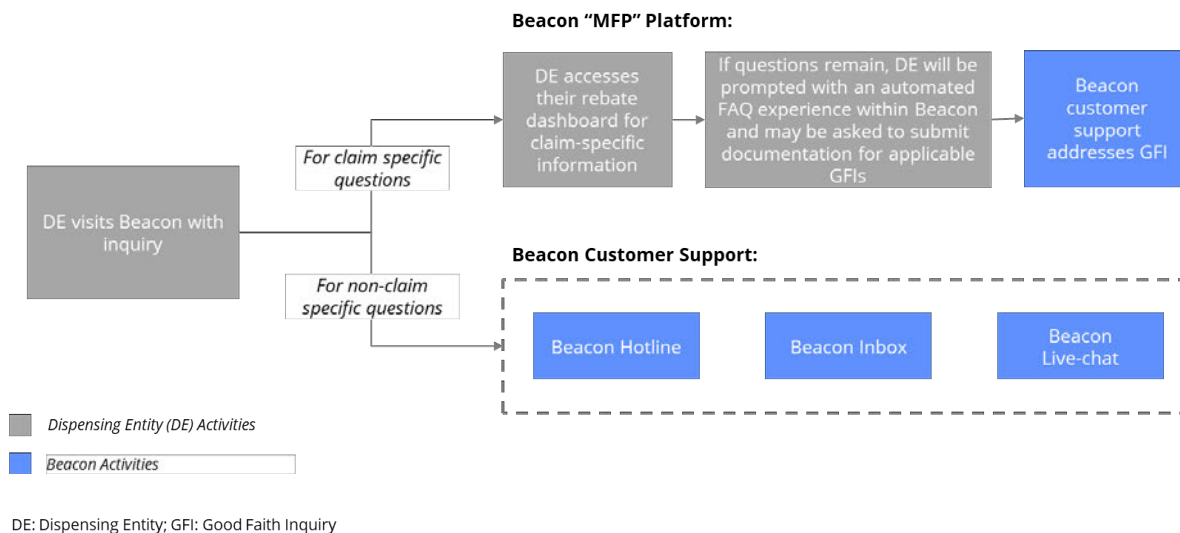 Beacon “MFP” Platform:
DE accesses
their rebate
dashboard for
claim-specific
information
If questions remain, DE will be
prompted with an automated
FAQ experience within Beacon
and may be asked to submit
documentation for applicable
GFIs
Beacon
customer
support
addresses GFI
For claim specific
questions
DE visits Beacon with
inquiry
For non-claim
specific questions
Beacon Customer Support:
Beacon Hotline
Beacon Inbox
Beacon
Live-chat
Dispensing Entity (DE) Activities
Beacon Activities
DE: Dispensing Entity; GFI: Good Faith Inquiry